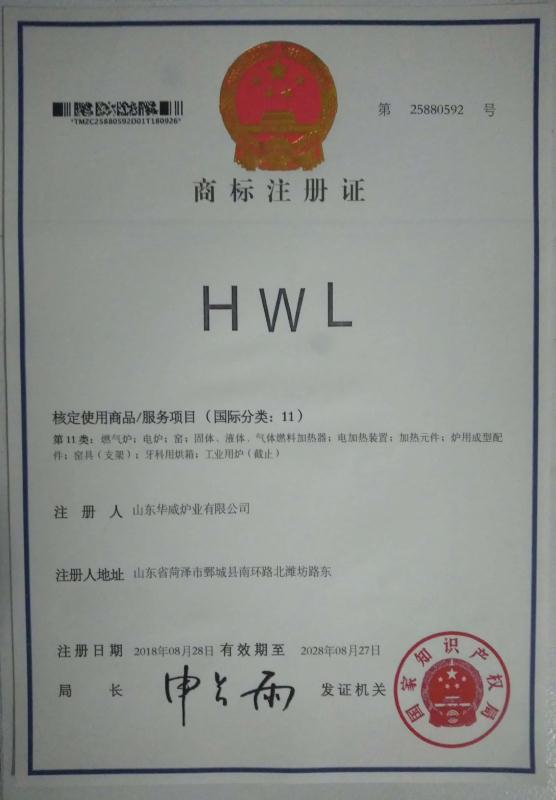 第 25880592 号
*TMZC25880592D01T180926*
商标注册证
HWL
核定使用商品/服务项目（国际分类：11）
第11类：燃气炉；电炉；窑；固体、液体、气体燃料加热器；电加热装置；加热元件；炉用成型配
件；窑具（支架）；牙科用烘箱；工业用炉（截止）
注 册 人 山东华威炉业有限公司
注册人地址 山东省菏泽市鄄城县南环路北潍坊路东
注册日期 2018年08月28日 有效期至 2028年08月27日
局 长 申长雨 发证机关
国家知识产权局